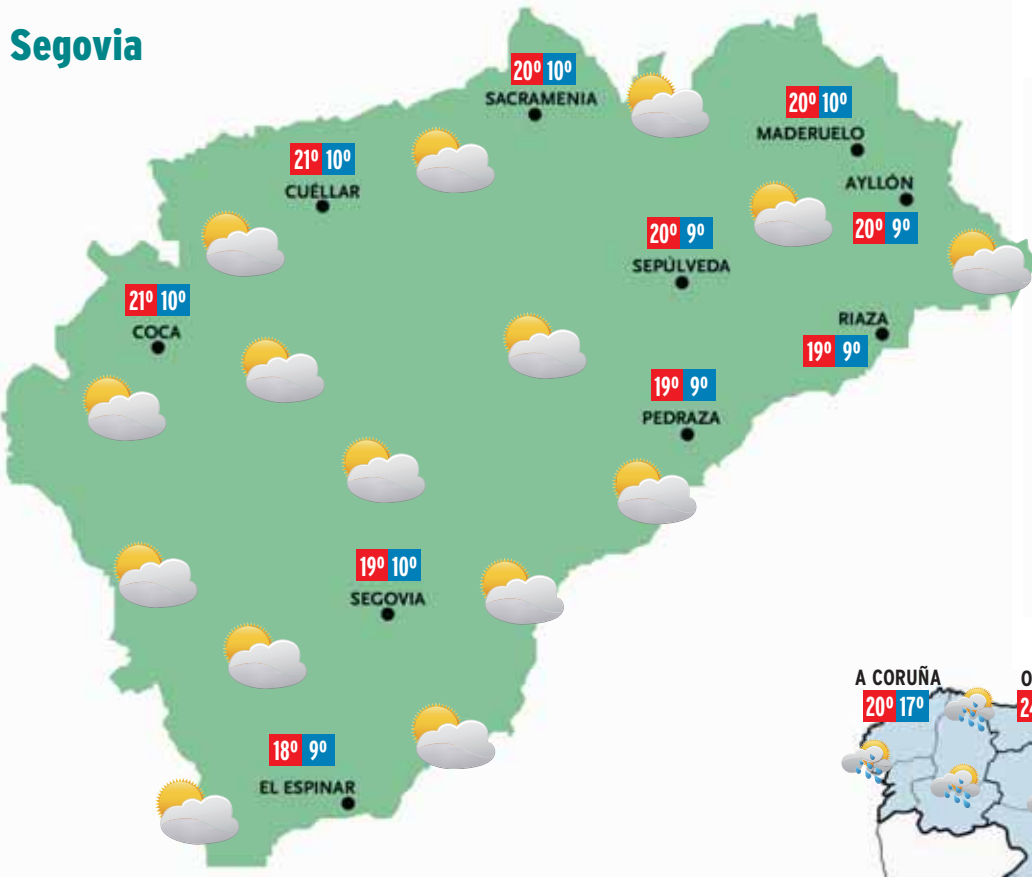 Segovia
20º 10º
SACRAMENIA
20º 10º
MADERUELO
21º 10º
CUÉLLAR
AYLLÓN
20º 9º
20º 9º
SEPÚLVEDA
21º 10º
COCA
RIAZA
19º 9º
19º 9º
PEDRAZA
19º 10º
SEGOVIA
18º 9º
EL ESPINAR
A CORUÑA
20º 17º